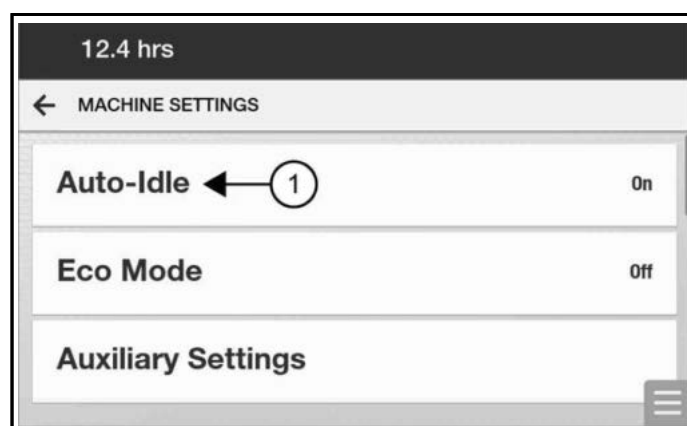 12.4 hrs
MACHINE SETTINGS
Auto-Idle 1 On
Eco Mode Off
Auxiliary Settings